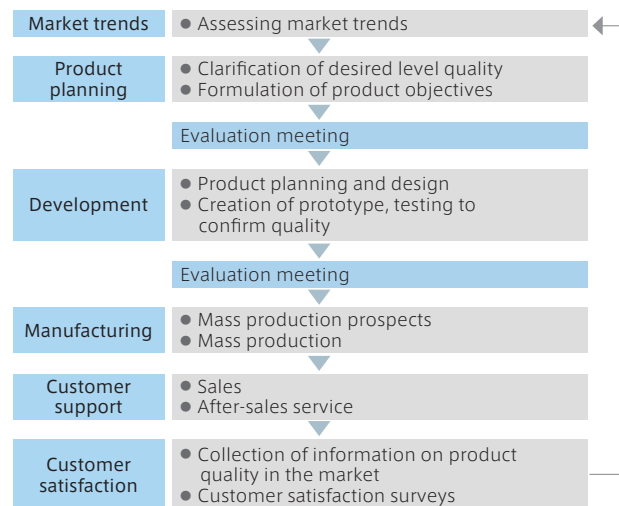 Market trends
● Assessing market trends
Product
planning
● Clarification of desired level quality
● Formulation of product objectives
Evaluation meeting
Development
● Product planning and design
● Creation of prototype, testing to
confirm quality
Evaluation meeting
Manufacturing
● Mass production prospects
● Mass production
Customer
support
● Sales
● After-sales service
Customer
satisfaction
● Collection of information on product
quality in the market
● Customer satisfaction surveys